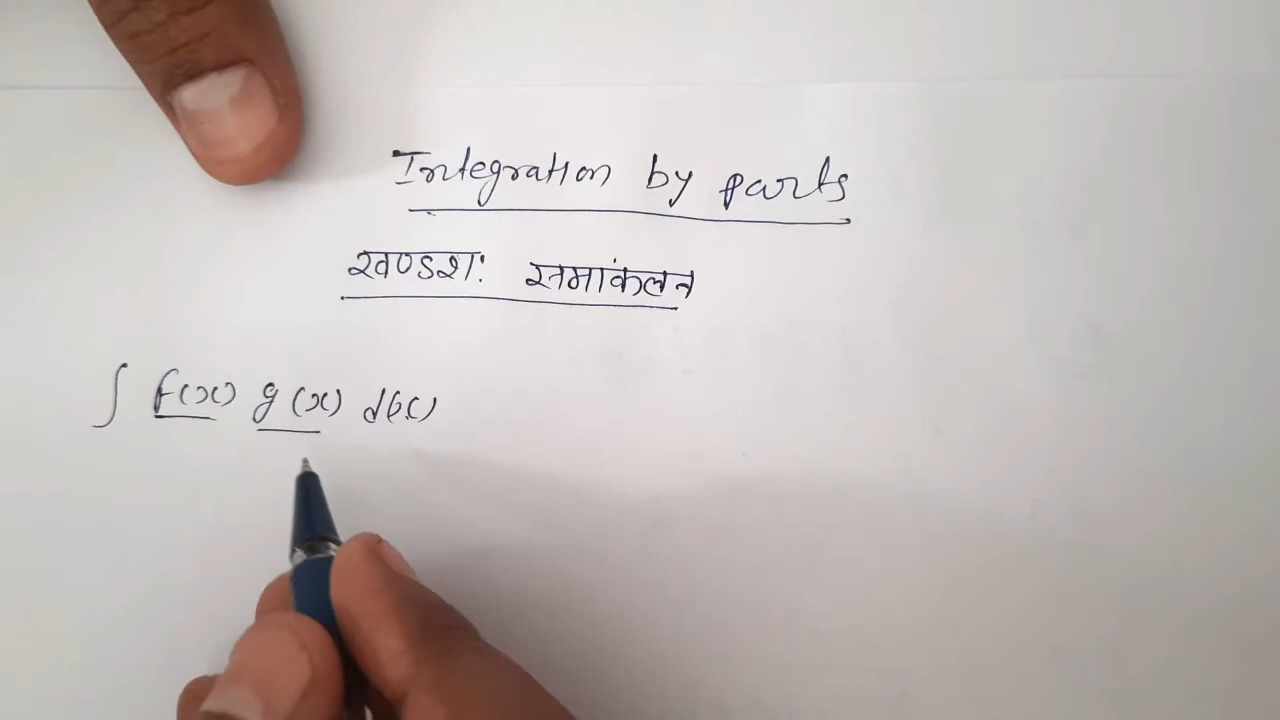 Integration by parts
खण्डशः समांकलन
∫ f(x) g(x) d(x)